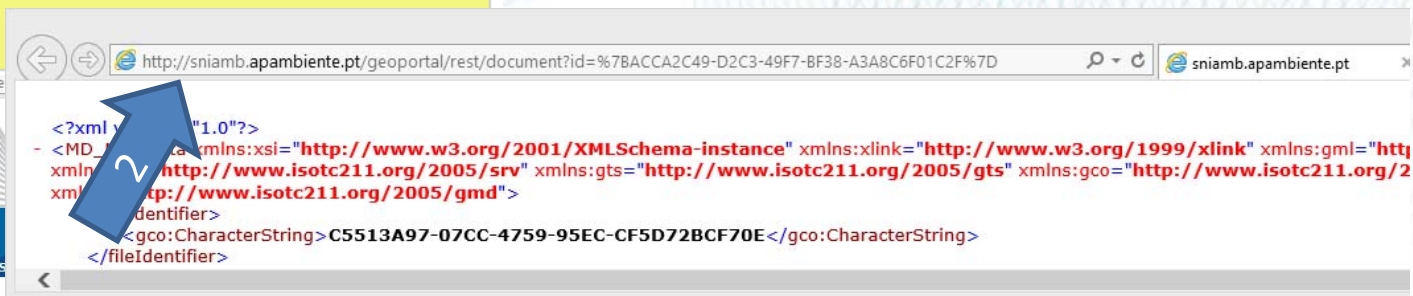 http://sniamb.apambiente.pt/geoportal/rest/document?id=%7BACCA2C49-D2C3-49F7-BF38-A3A8C6F01C2F%7D
sniamb.apambiente.pt
<?xml "1.0"?>
- <MD_ xmlns:xsi="http://www.w3.org/2001/XMLSchema-instance" xmlns:xlink="http://www.w3.org/1999/xlink" xmlns:gml="http
http://www.isotc211.org/2005/srv" xmlns:gts="http://www.isotc211.org/2005/gts" xmlns:gco="http://www.isotc211.org/2
tp://www.isotc211.org/2005/gmd">
dentifier>
<gco:CharacterString>C5513A97-07CC-4759-95EC-CF5D72BCF70E</gco:CharacterString>
</fileIdentifier>
2